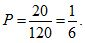 P = 20/120 = 1/6.